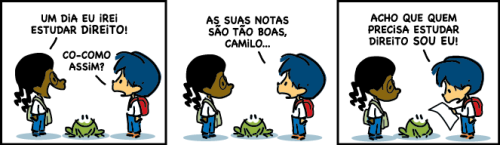 UM DIA EU IREI
ESTUDAR DIREITO!
CO-COMO
ASSIM?
AS SUAS NOTAS
SÃO TÃO BOAS,
CAMILO...
ACHO QUE QUEM
PRECISA ESTUDAR
DIREITO SOU EU!